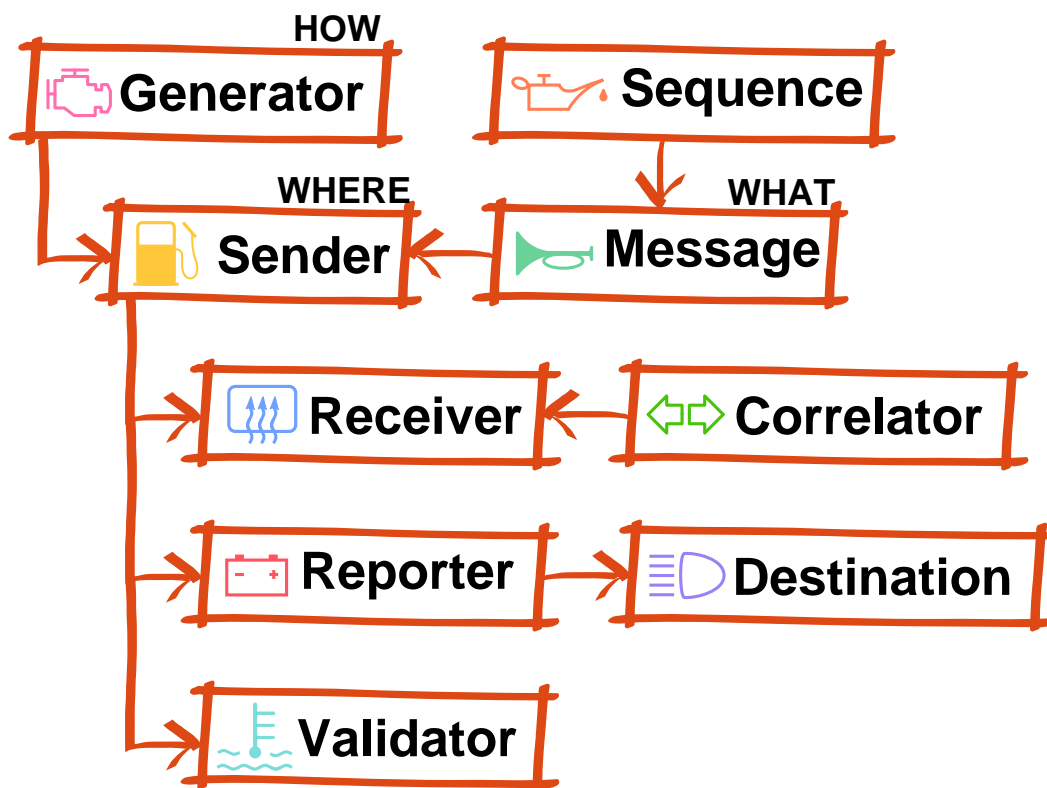 HOW
Generator
Sequence
WHERE
WHAT
Sender
Message
Receiver
Correlator
Reporter
Destination
Validator